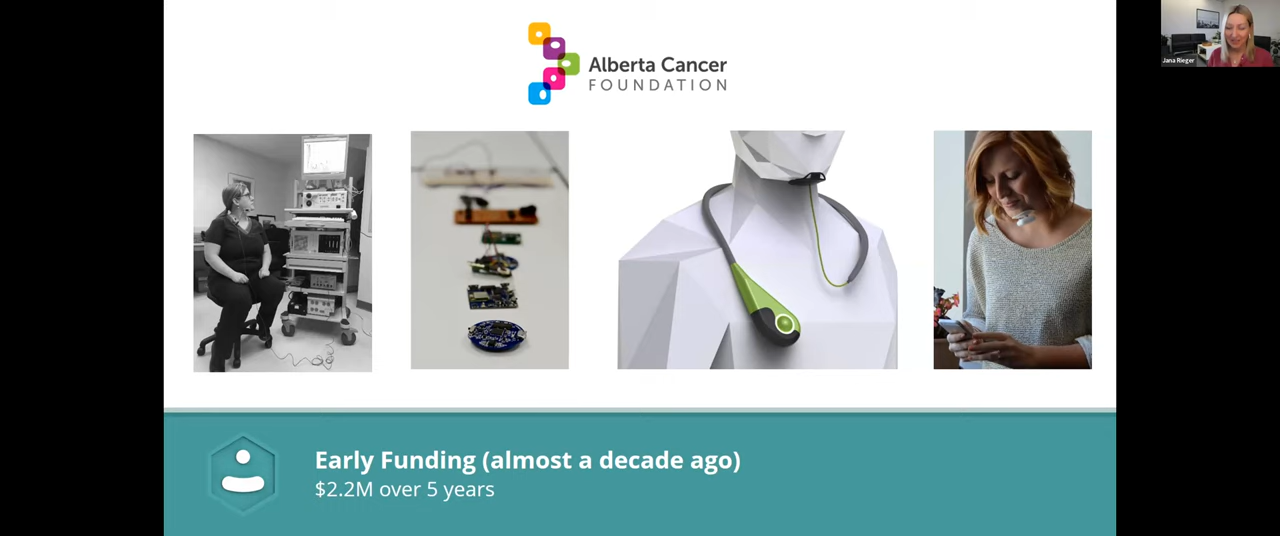 Alberta Cancer
FOUNDATION
Jana Rieger
Early Funding (almost a decade ago)
$2.2M over 5 years